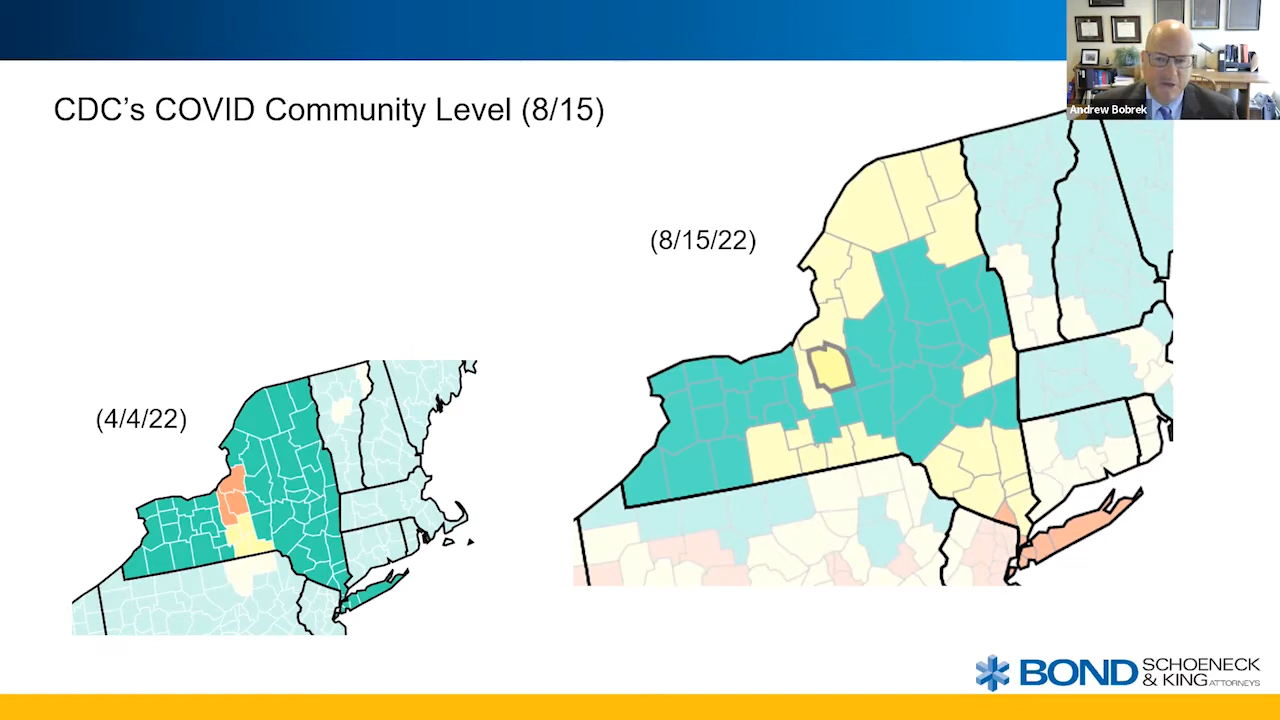 Andrew Bobrek
CDC's COVID Community Level (8/15)
(8/15/22)
(4/4/22)
BOND SCHOENECK
& KING ATTORNEYS